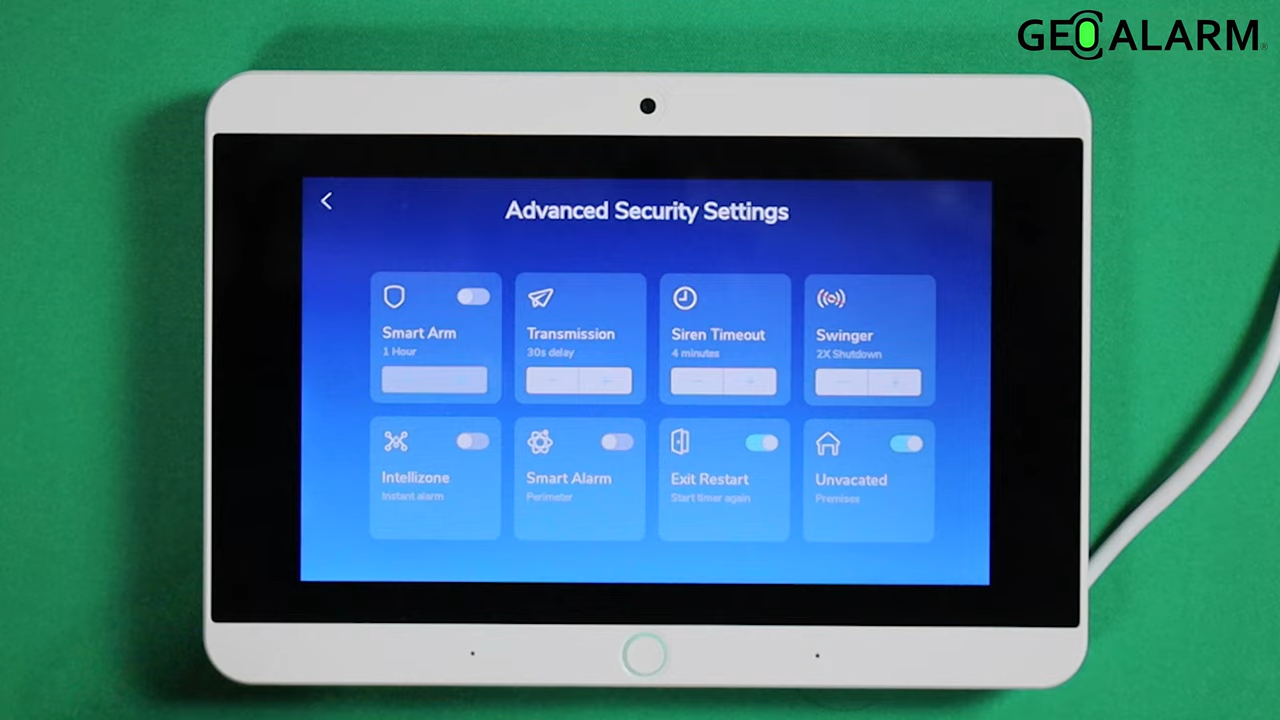 GEOALARM®
Advanced Security Settings
Smart Arm
1 Hour
Transmission
30s delay
− +
Siren Timeout
4 minutes
− +
Swinger
2X Shutdown
− +
Intellizone
Instant alarm
Smart Alarm
Perimeter
Exit Restart
Start timer again
Unvacated
Premises